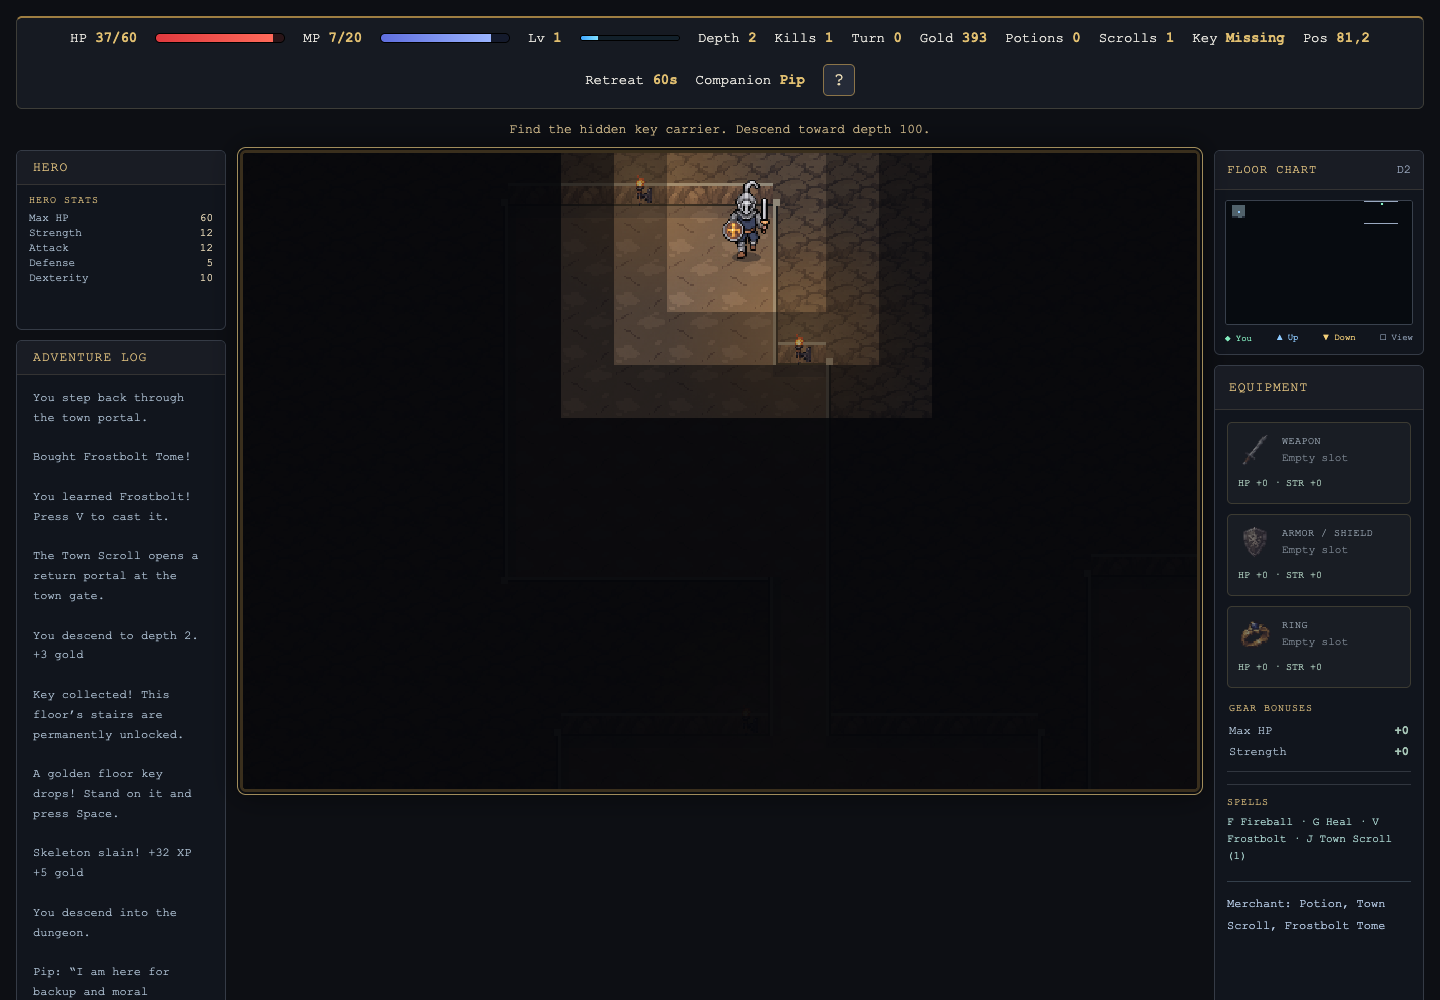 HP 37/60 MP 7/20 Lv 1 Depth 2 Kills 1 Turn 0 Gold 393 Potions 0 Scrolls 1 Key Missing Pos 81,2
Retreat 60s Companion Pip ?
Find the hidden key carrier. Descend toward depth 100.
HERO
HERO STATS
Max HP 60
Strength 12
Attack 12
Defense 5
Dexterity 10
ADVENTURE LOG
You step back through
the town portal.
Bought Frostbolt Tome!
You learned Frostbolt!
Press V to cast it.
The Town Scroll opens a
return portal at the
town gate.
You descend to depth 2.
+3 gold
Key collected! This
floor’s stairs are
permanently unlocked.
A golden floor key
drops! Stand on it and
press Space.
Skeleton slain! +32 XP
+5 gold
You descend into the
dungeon.
Pip: “I am here for
backup and moral
FLOOR CHART D2
◆ You ▲ Up ▼ Down □ View
EQUIPMENT
WEAPON
Empty slot
HP +0 · STR +0
ARMOR / SHIELD
Empty slot
HP +0 · STR +0
RING
Empty slot
HP +0 · STR +0
GEAR BONUSES
Max HP +0
Strength +0
SPELLS
F Fireball · G Heal · V
Frostbolt · J Town Scroll
(1)
Merchant: Potion, Town
Scroll, Frostbolt Tome